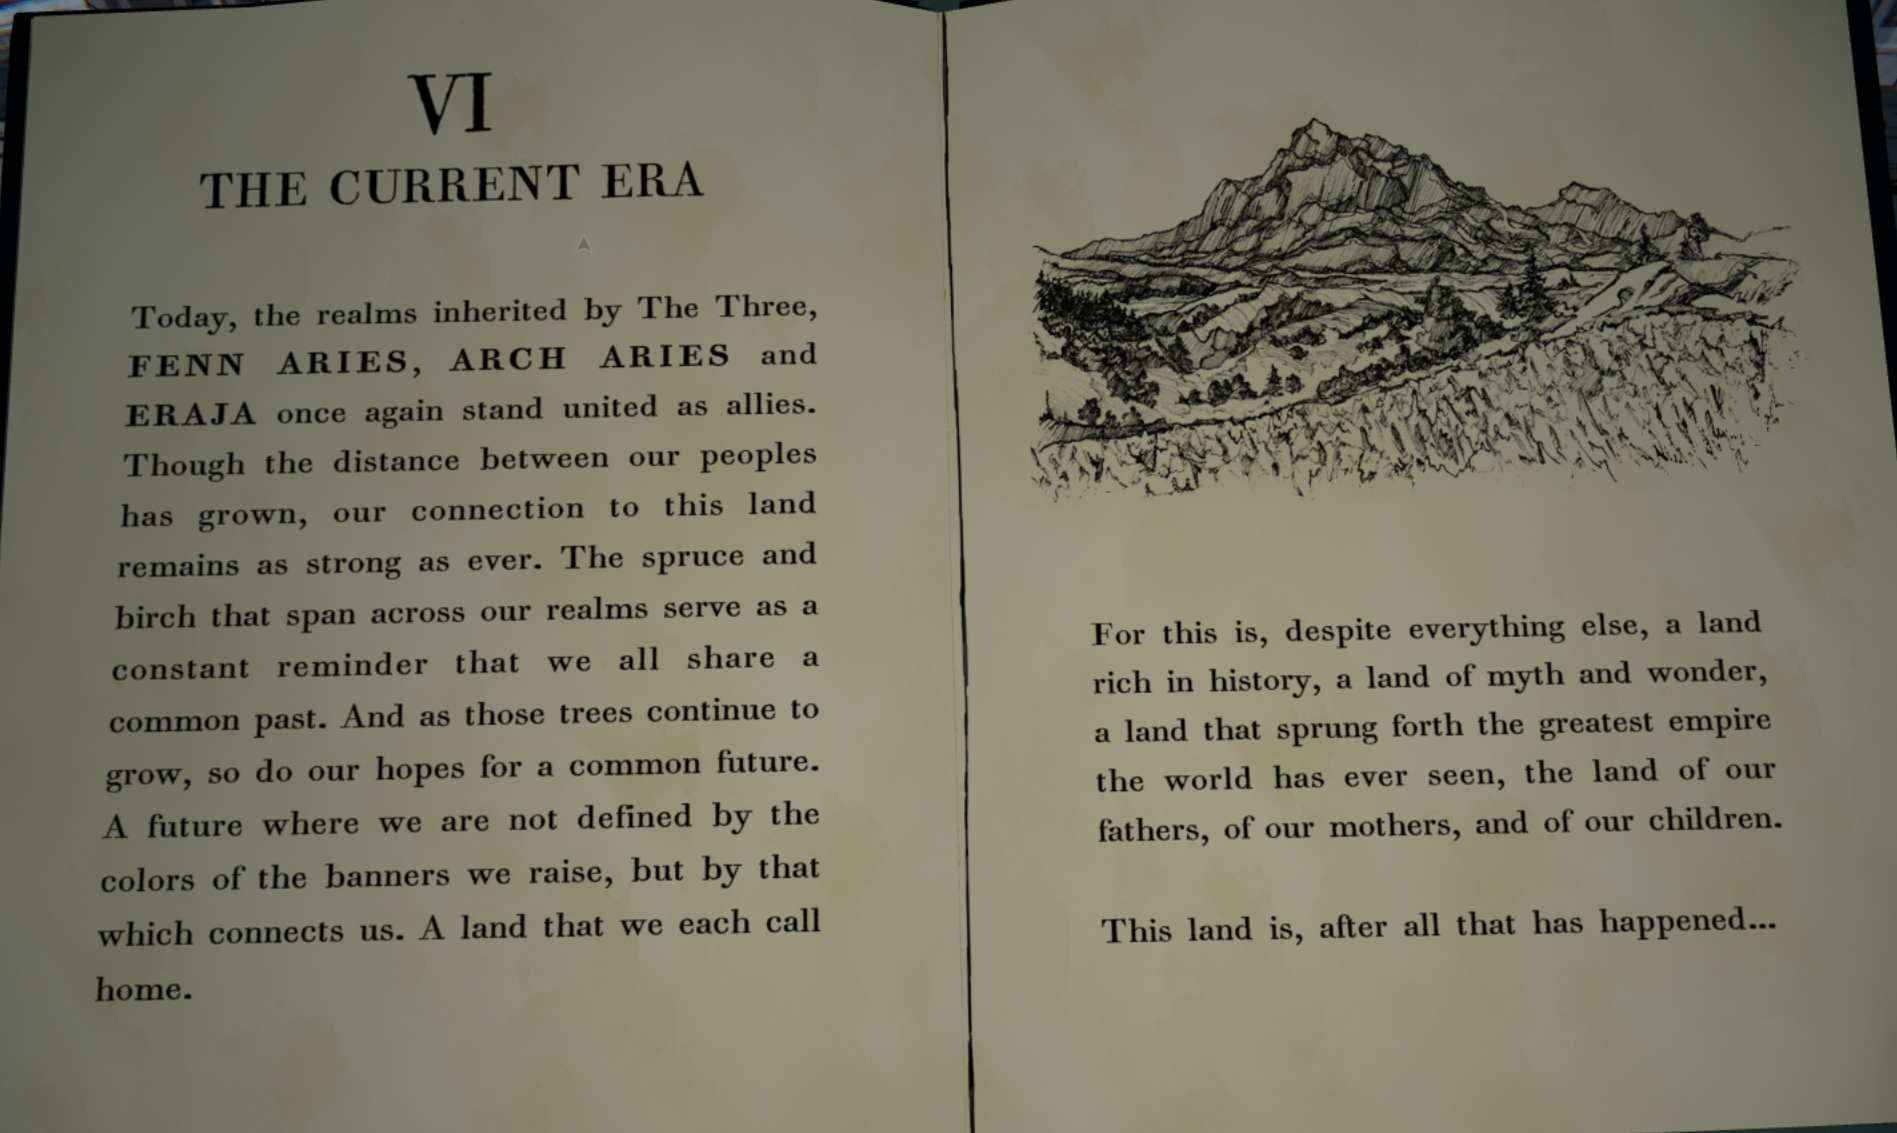 VI
THE CURRENT ERA
Today, the realms inherited by The Three,
FENN ARIES, ARCH ARIES and
ERAJA once again stand united as allies.
Though the distance between our peoples
has grown, our connection to this land
remains as strong as ever. The spruce and
birch that span across our realms serve as a
constant reminder that we all share a
common past. And as those trees continue to
grow, so do our hopes for a common future.
A future where we are not defined by the
colors of the banners we raise, but by that
which connects us. A land that we each call
home.
For this is, despite everything else, a land
rich in history, a land of myth and wonder,
a land that sprung forth the greatest empire
the world has ever seen, the land of our
fathers, of our mothers, and of our children.
This land is, after all that has happened...